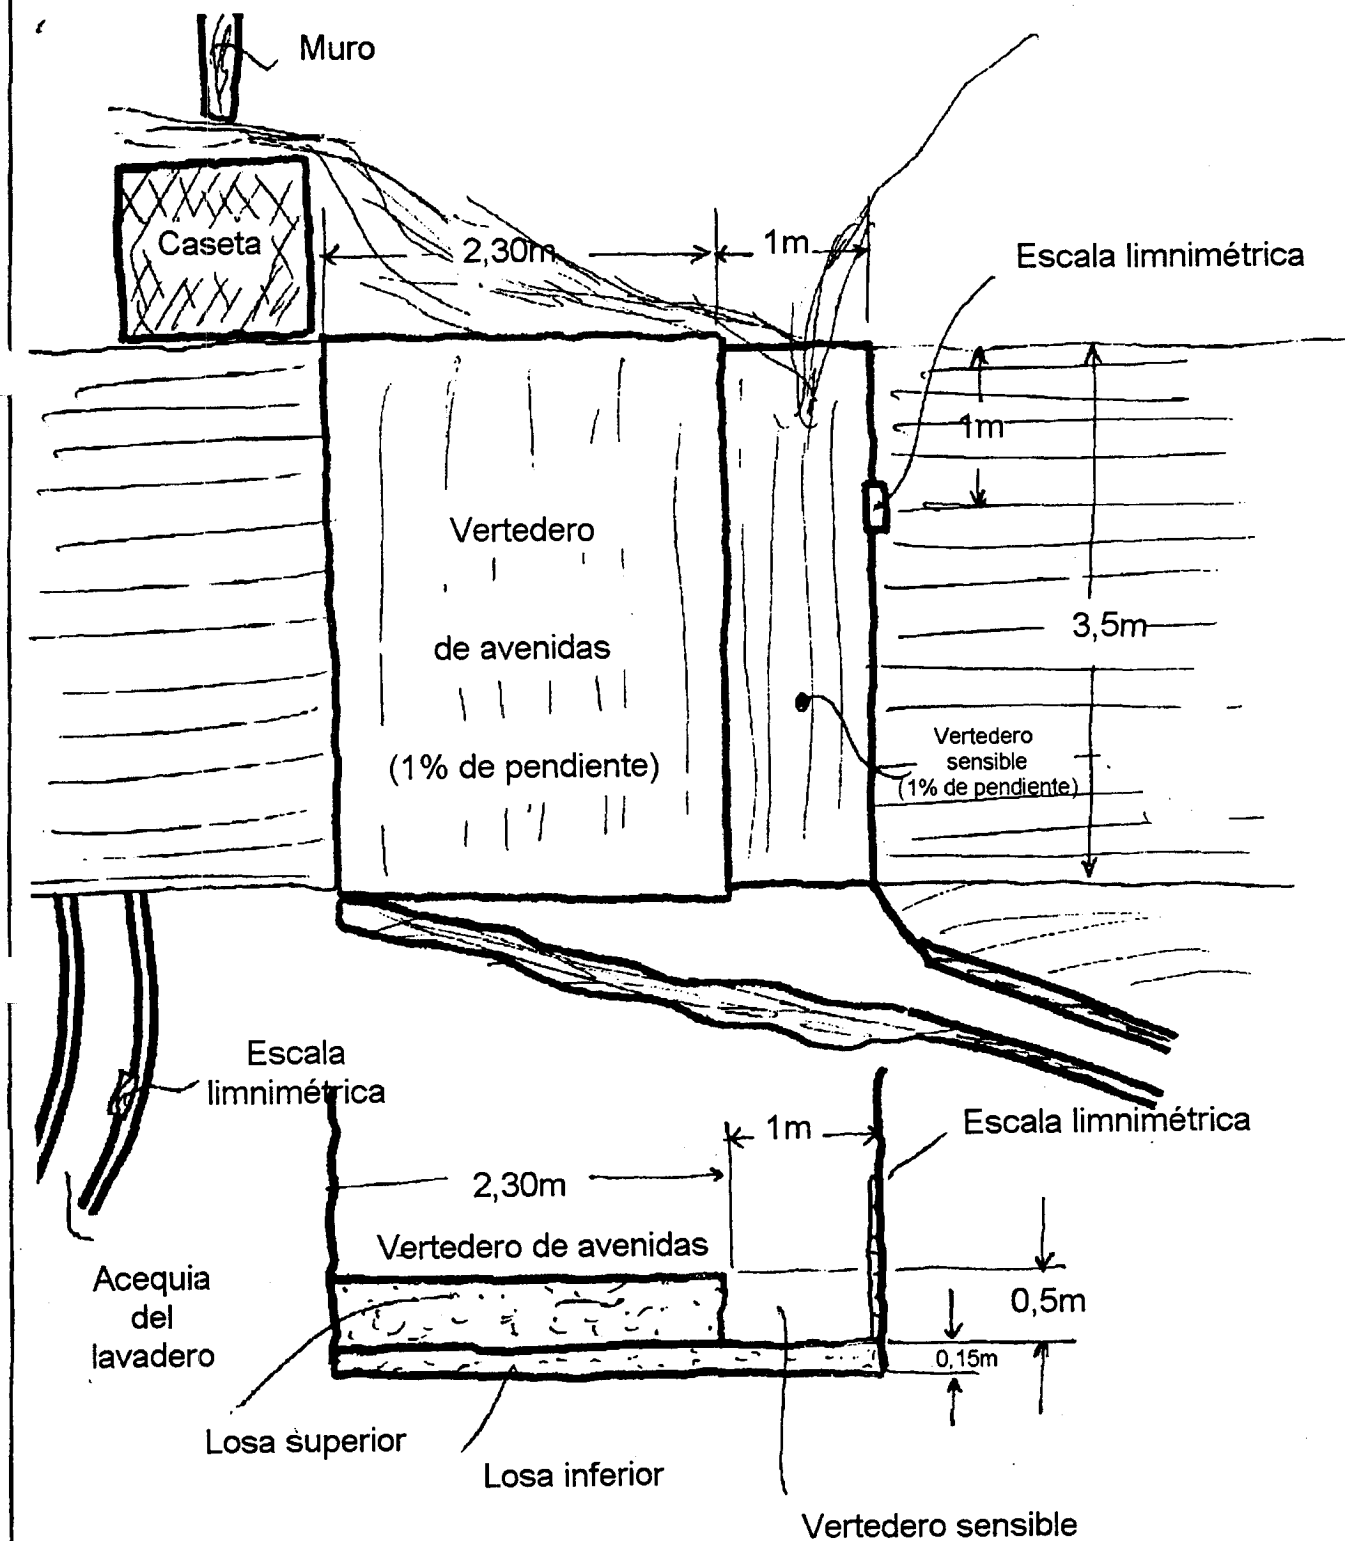 Muro
Caseta
2,30m
1m
Escala limnimétrica
1m
Vertedero
de avenidas
(1% de pendiente)
3,5m
Vertedero
sensible
(1% de pendiente)
Escala
limnimétrica
1m
Escala limnimétrica
2,30m
Vertedero de avenidas
Acequia
del
lavadero
0,5m
0,15m
Losa superior
Losa inferior
Vertedero sensible